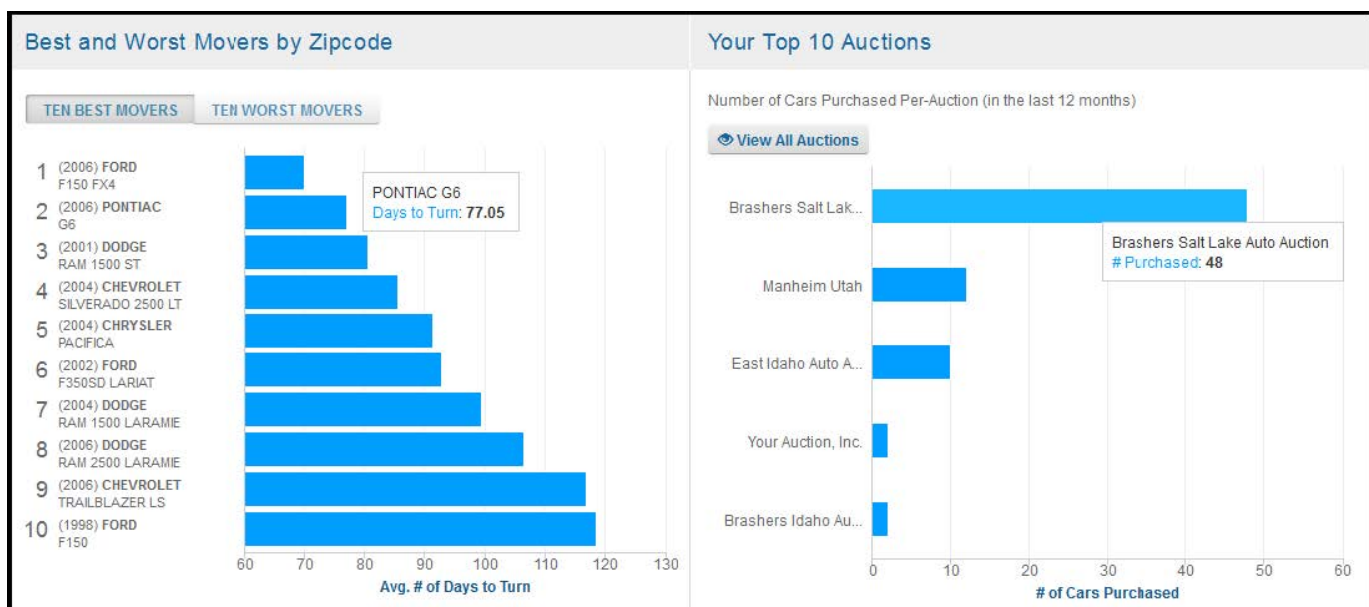 Best and Worst Movers by Zipcode
TEN BEST MOVERS TEN WORST MOVERS
1 (2006) FORD
F150 FX4
2 (2006) PONTIAC
G6
3 (2001) DODGE
RAM 1500 ST
4 (2004) CHEVROLET
SILVERADO 2500 LT
5 (2004) CHRYSLER
PACIFICA
6 (2002) FORD
F350SD LARIAT
7 (2004) DODGE
RAM 1500 LARAMIE
8 (2006) DODGE
RAM 2500 LARAMIE
9 (2006) CHEVROLET
TRAILBLAZER LS
10 (1998) FORD
F150
PONTIAC G6
Days to Turn: 77.05
60 70 80 90 100 110 120 130
Avg. # of Days to Turn
Your Top 10 Auctions
Number of Cars Purchased Per-Auction (in the last 12 months)
View All Auctions
Brashers Salt Lak...
Brashers Salt Lake Auto Auction
# Purchased: 48
Manheim Utah
East Idaho Auto A...
Your Auction, Inc.
Brashers Idaho Au...
0 10 20 30 40 50 60
# of Cars Purchased